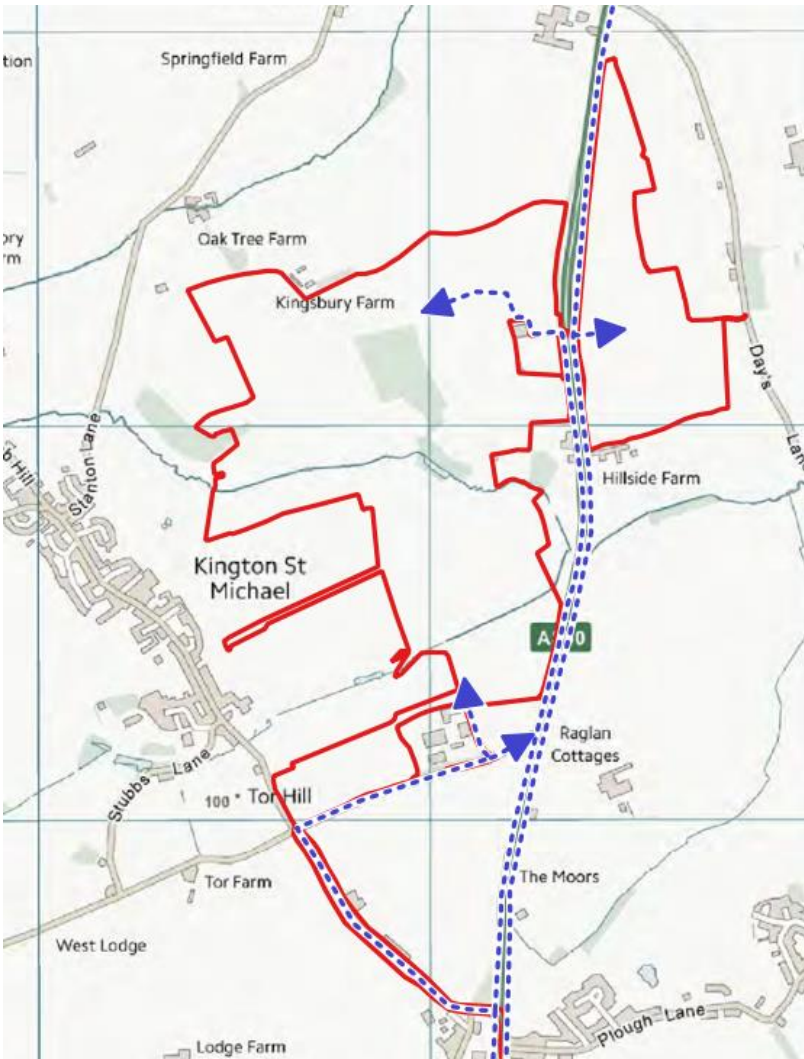 Springfield Farm
tion
Oak Tree Farm
Kingsbury Farm
Day's
Lane
Stanton Lane
Hillside Farm
Kington St
Michael
Raglan
Cottages
Stubbs Lane
100 • Tor Hill
Tor Farm
The Moors
West Lodge
Plough Lane
Lodge Farm